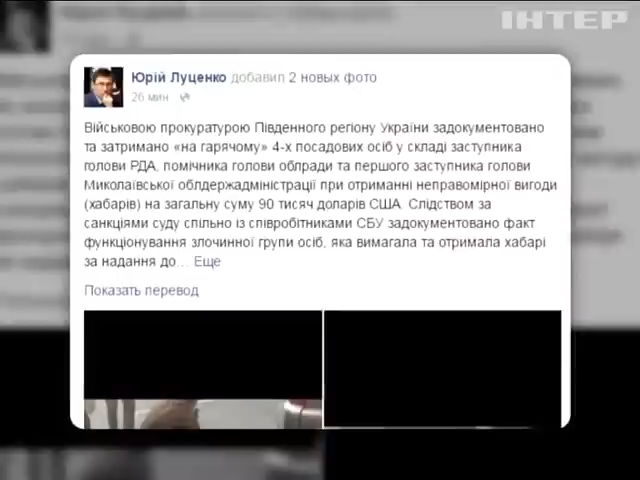 ІНТЕР
Юрій Луценко добавил 2 новых фото
26 мин
Військовою прокуратурою Південного регіону України задокументовано
та затримано «на гарячому» 4-х посадових осіб у складі заступника
голови РДА, помічника голови облради та першого заступника голови
Миколаївської облдержадміністрації при отриманні неправомірної вигоди
(хабарів) на загальну суму 90 тисяч доларів США. Слідством за
санкціями суду спільно із співробітниками СБУ задокументовано факт
функціонування злочинної групи осіб, яка вимагала та отримала хабарі
за надання до... Еще
Показать перевод